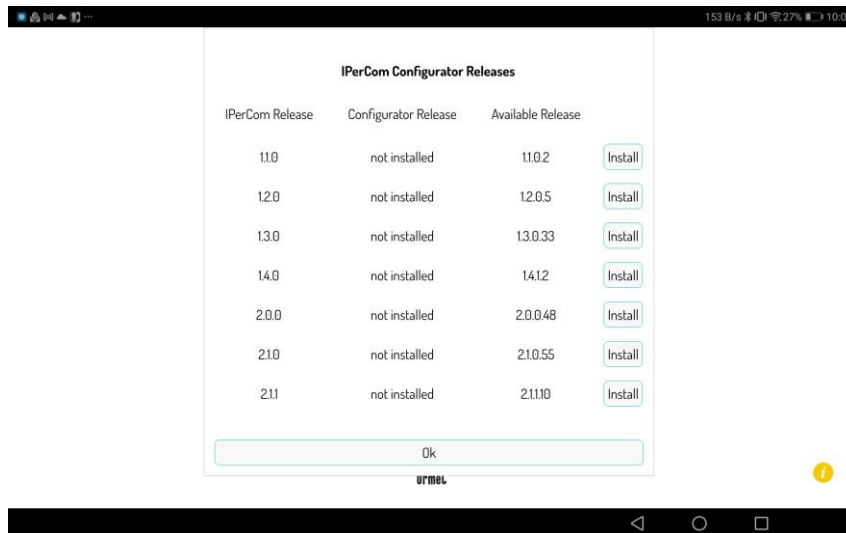 153 B/s 27% 10:0
IPerCom Configurator Releases
IPerCom Release Configurator Release Available Release
1.1.0 not installed 1.1.0.2 Install
1.2.0 not installed 1.2.0.5 Install
1.3.0 not installed 1.3.0.33 Install
1.4.0 not installed 1.4.1.2 Install
2.0.0 not installed 2.0.0.48 Install
2.1.0 not installed 2.1.0.55 Install
2.1.1 not installed 2.1.1.10 Install
Ok
urmet
i